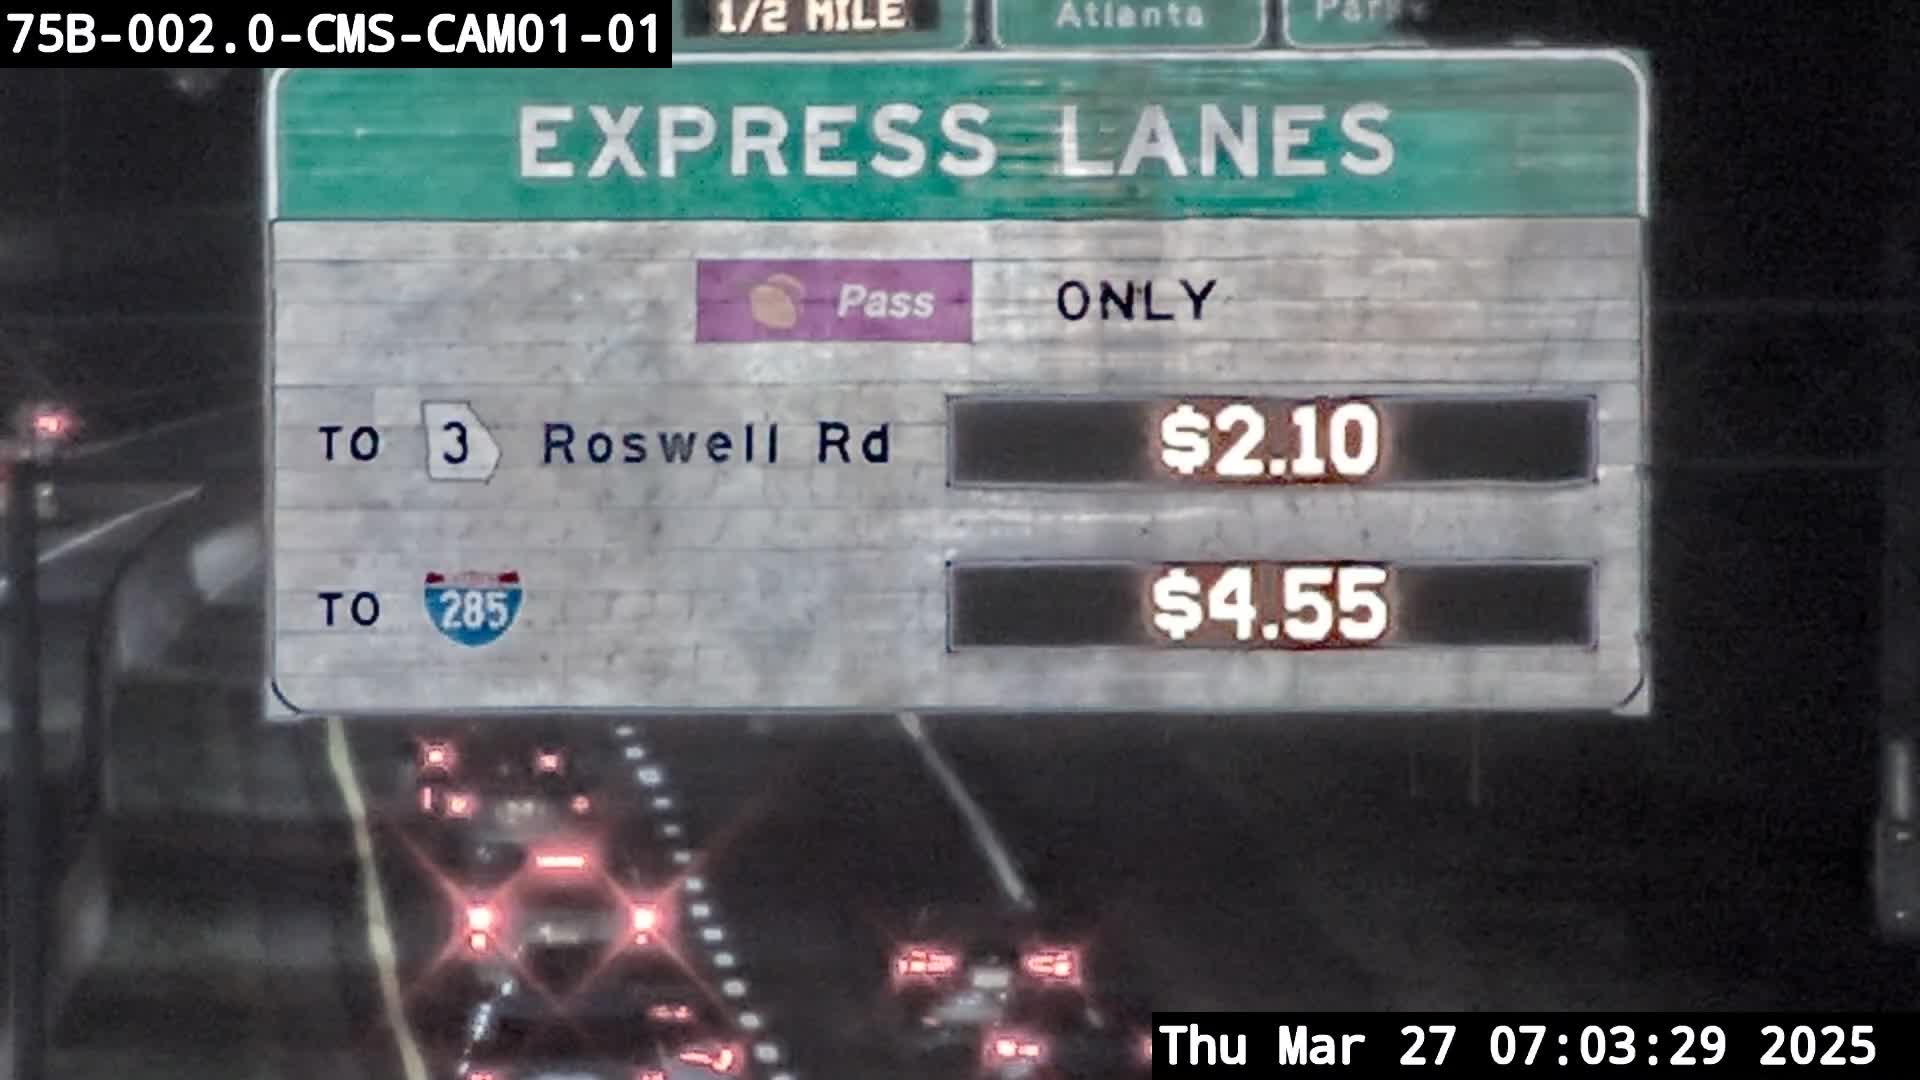 75B-002.0-CMS-CAM01-01
1/2 MILE
Atlanta
EXPRESS LANES
Pass ONLY
TO 3 Roswell Rd $2.10
TO 285 $4.55
Thu Mar 27 07:03:29 2025